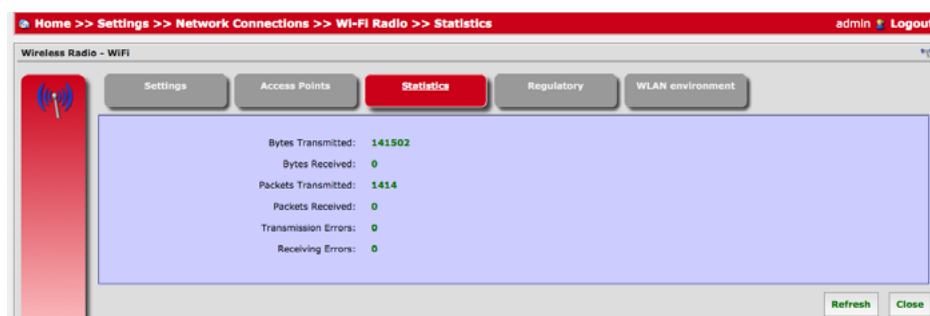 Home >> Settings >> Network Connections >> Wi-Fi Radio >> Statistics admin Logout
Wireless Radio - WiFi
Settings Access Points Statistics Regulatory WLAN environment
Bytes Transmitted: 141502
Bytes Received: 0
Packets Transmitted: 1414
Packets Received: 0
Transmission Errors: 0
Receiving Errors: 0
Refresh Close